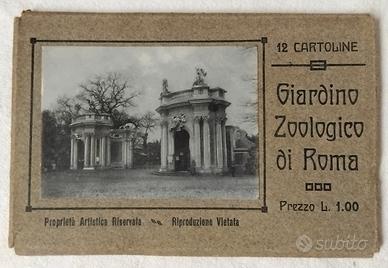 12 CARTOLINE
Giardino
Zoologico
di Roma
Prezzo L. 1.00
Proprietà Artistica Riservata
Riproduzione Vietata
subito